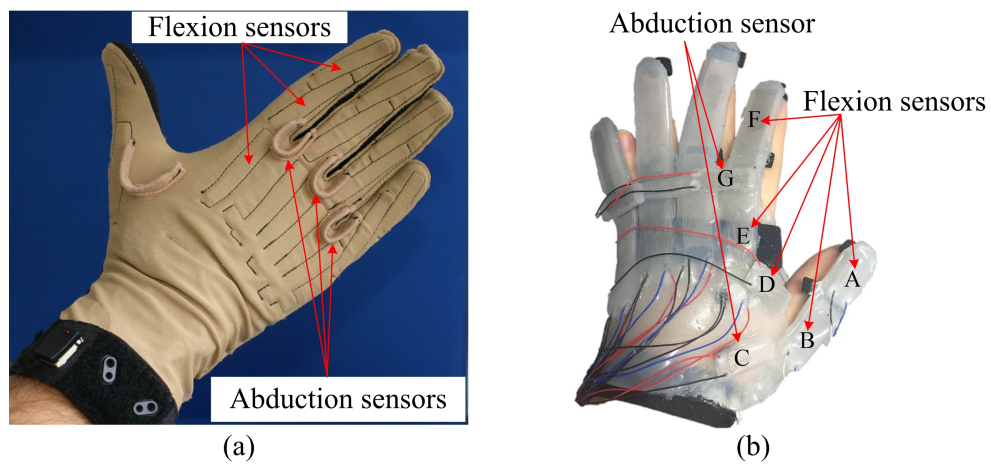 Flexion sensors
Abduction sensors
(a)
Abduction sensor
Flexion sensors
F
G
E
D
A
B
C
(b)